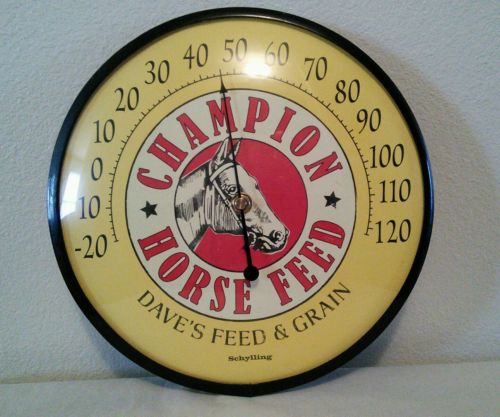 -20 -10 0 10 20 30 40 50 60 70 80 90 100 110 120
CHAMPION
HORSE FEED
DAVE'S FEED & GRAIN
Schylling